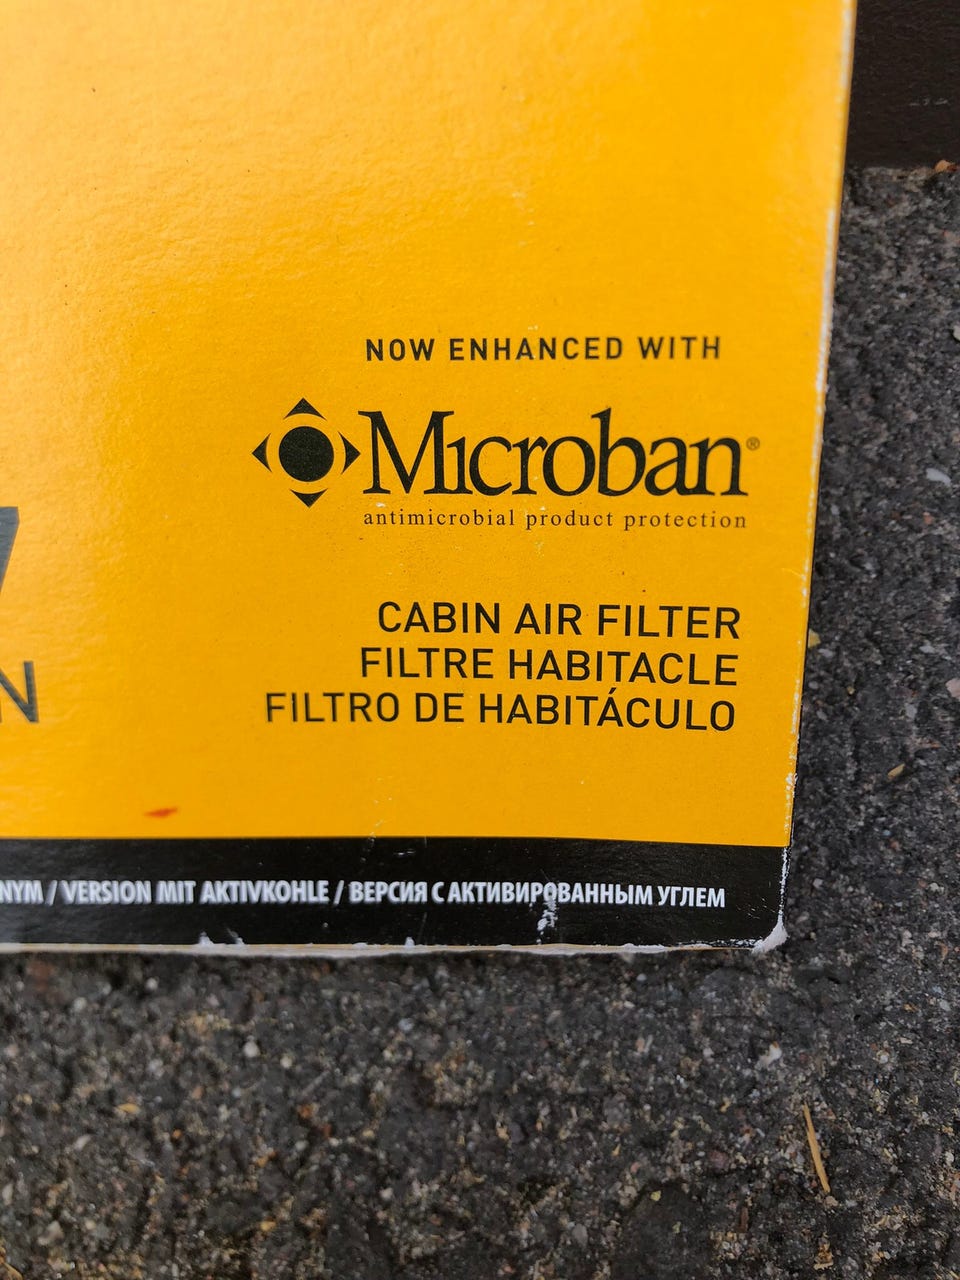 NOW ENHANCED WITH
Microban®
antimicrobial product protection
CABIN AIR FILTER
FILTRE HABITACLE
FILTRO DE HABITÁCULO
/ VERSION MIT AKTIVKOHLE / ВЕРСИЯ С АКТИВИРОВАННЫМ УГЛЕМ